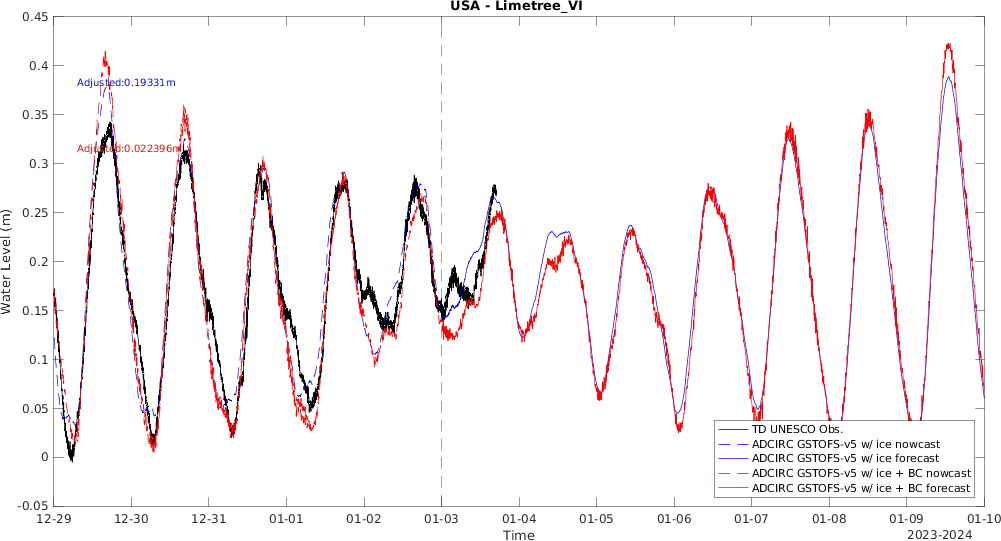 USA - Limetree_VI
0.45
0.4
0.35
0.3
0.25
0.2
0.15
0.1
0.05
0
-0.05
Water Level (m)
Adjusted:0.19331m
Adjusted:0.022396m
TD UNESCO Obs.
ADCIRC GSTOFS-v5 w/ ice nowcast
ADCIRC GSTOFS-v5 w/ ice forecast
ADCIRC GSTOFS-v5 w/ ice + BC nowcast
ADCIRC GSTOFS-v5 w/ ice + BC forecast
12-29 12-30 12-31 01-01 01-02 01-03 01-04 01-05 01-06 01-07 01-08 01-09 01-10
Time
2023-2024